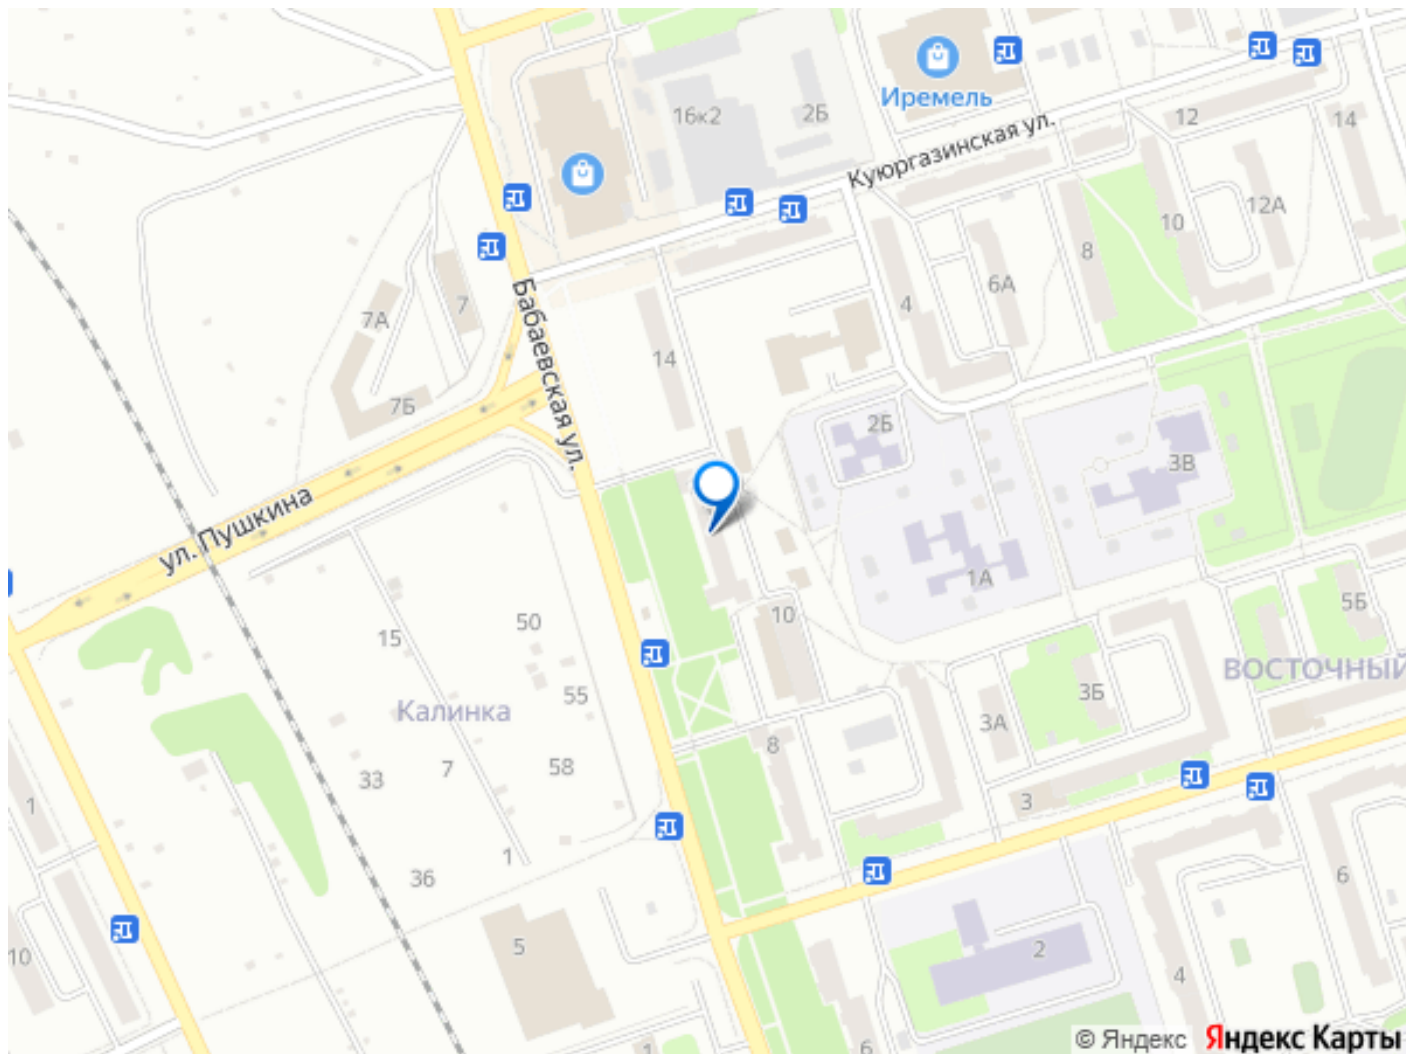 Иремель
16к2
2Б
12
14
Куюргазинская ул.
10
12А
8
6А
4
7
7А
Бабаевская ул.
14
7Б
2Б
3В
ул. Пушкина
1А
5Б
10
50
15
ВОСТОЧНЫЙ
55
3Б
Калинка
3А
8
7
58
33
3
1
1
36
6
5
2
10
4
1
6
© Яндекс
Яндекс Карты